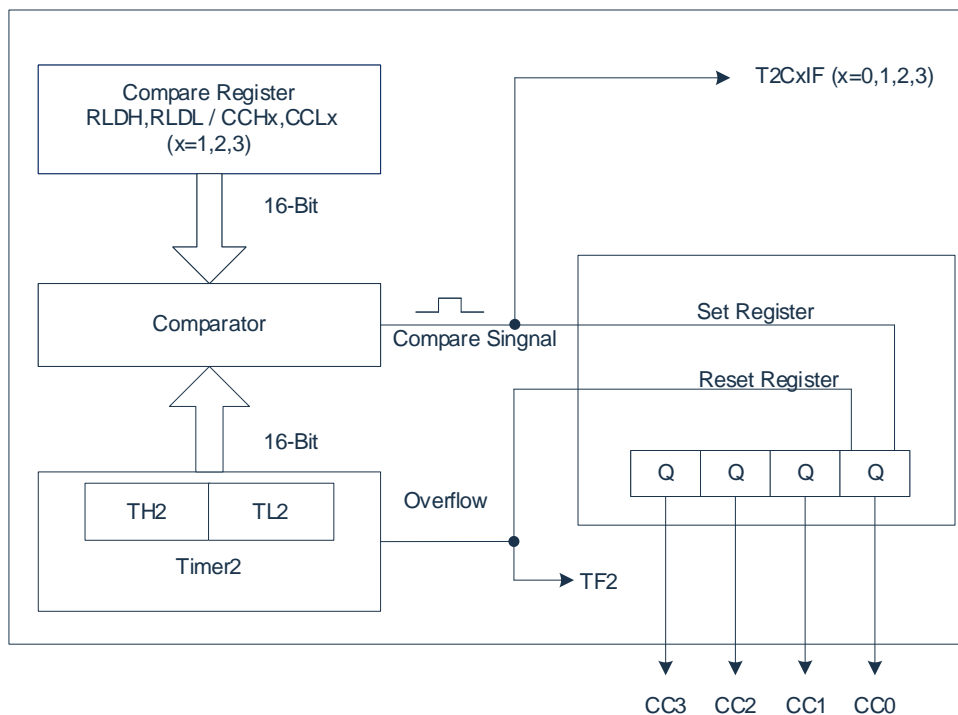 Compare Register
RLDH,RLDL / CCHx,CCLx
(x=1,2,3)
T2CxIF (x=0,1,2,3)
16-Bit
Comparator
Compare Singnal
Set Register
Reset Register
16-Bit
TH2
TL2
Timer2
Overflow
TF2
Q
Q
Q
Q
CC3
CC2
CC1
CC0